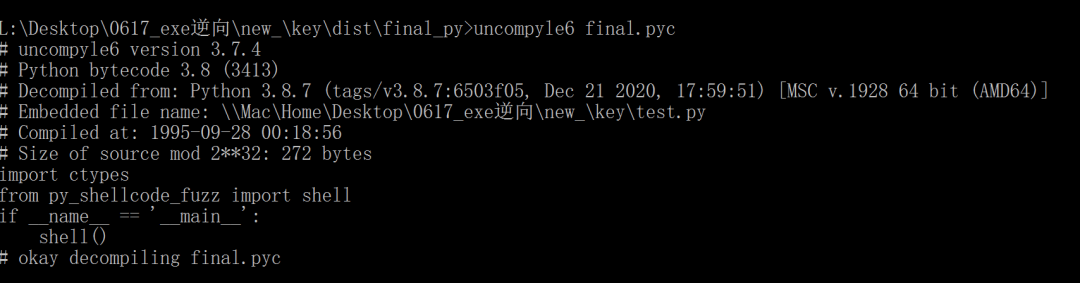 L:\Desktop\0617_exe逆向\new_\key\dist\final_py>uncompyle6 final.pyc
# uncompyle6 version 3.7.4
# Python bytecode 3.8 (3413)
# Decompiled from: Python 3.8.7 (tags/v3.8.7:6503f05, Dec 21 2020, 17:59:51) [MSC v.1928 64 bit (AMD64)]
# Embedded file name: \\Mac\Home\Desktop\0617_exe逆向\new_\key\test.py
# Compiled at: 1995-09-28 00:18:56
# Size of source mod 2**32: 272 bytes
import ctypes
from py_shellcode_fuzz import shell
if __name__ == '__main__':
    shell()
# okay decompiling final.pyc